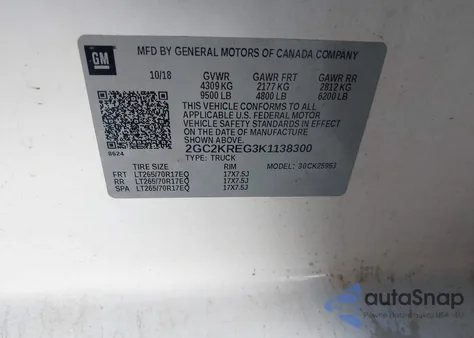 GM
MFD BY GENERAL MOTORS OF CANADA COMPANY
10/18 GVWR GAWR FRT GAWR RR
4309 KG 2177 KG 2812 KG
9500 LB 4800 LB 6200 LB
THIS VEHICLE CONFORMS TO ALL
APPLICABLE U.S. FEDERAL MOTOR
VEHICLE SAFETY STANDARDS IN
EFFECT ON THE DATE OF MANUFACTURE
SHOWN ABOVE.
2GC2KREG3K1138300
8624
TYPE: TRUCK
TIRE SIZE RIM MODEL:
FRT LT265/70R17EQ 17X7.5J
RR LT265/70R17EQ 17X7.5J
SPA LT265/70R17EQ 17X7.5J
autoSnap